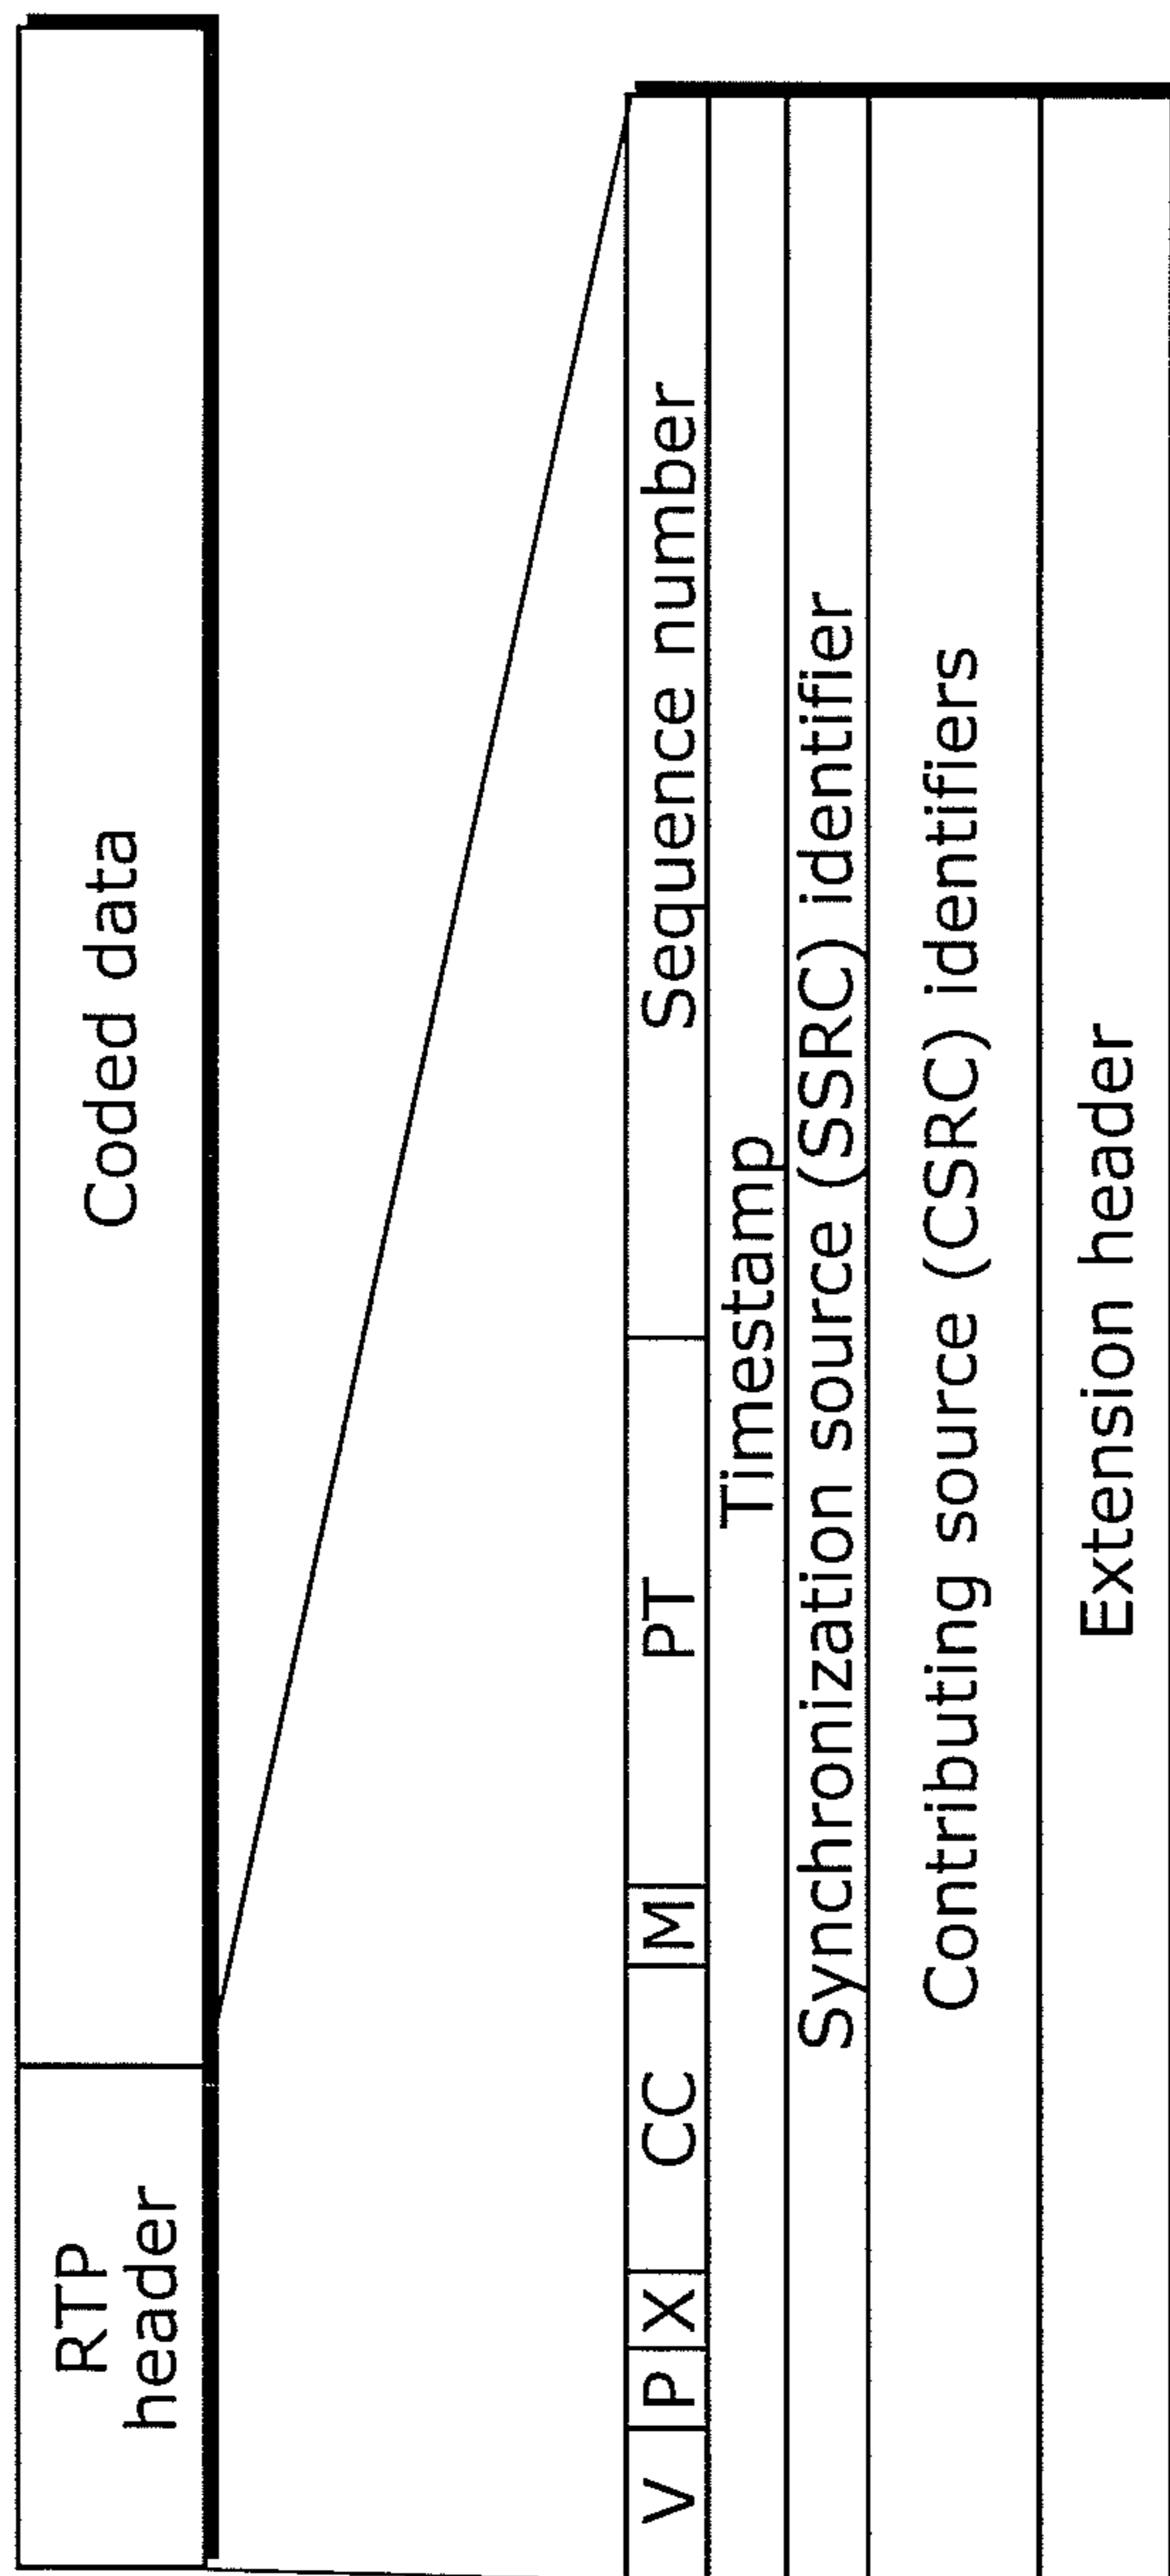 RTP
header
Coded data
V P X CC M PT Sequence number
Timestamp
Synchronization source (SSRC) identifier
Contributing source (CSRC) identifiers
Extension header